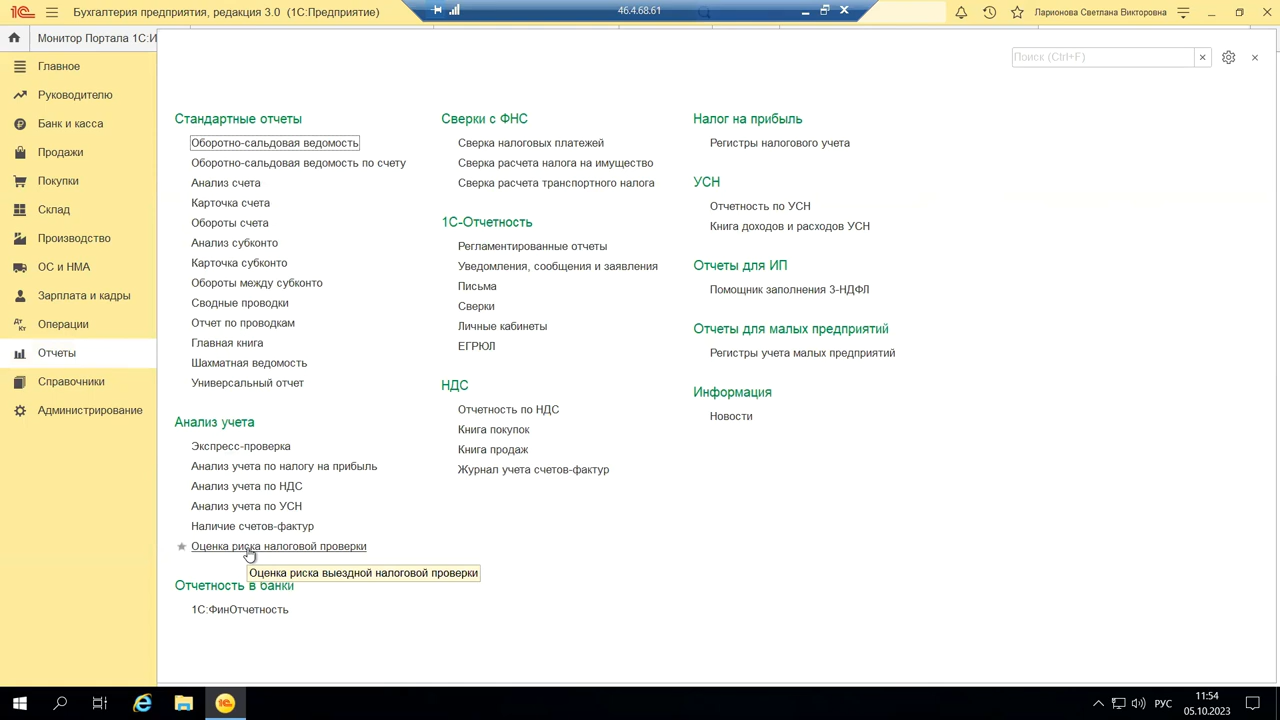 Бухгалтерия предприятия, редакция 3.0 (1С:Предприятие)
46.4.68.61
Ларионова Светлана Викторовна
Монитор Портала 1С:И
Поиск (Ctrl+F)
Главное
Руководителю
Банк и касса
Продажи
Покупки
Склад
Производство
ОС и НМА
Зарплата и кадры
Дт
Кт
Операции
Отчеты
Справочники
Администрирование
Стандартные отчеты
Оборотно-сальдовая ведомость
Оборотно-сальдовая ведомость по счету
Анализ счета
Карточка счета
Обороты счета
Анализ субконто
Карточка субконто
Обороты между субконто
Сводные проводки
Отчет по проводкам
Главная книга
Шахматная ведомость
Универсальный отчет
Анализ учета
Экспресс-проверка
Анализ учета по налогу на прибыль
Анализ учета по НДС
Анализ учета по УСН
Наличие счетов-фактур
Оценка риска налоговой проверки
Оценка риска выездной налоговой проверки
Отчетность в банки
1С:ФинОтчетность
Сверки с ФНС
Сверка налоговых платежей
Сверка расчета налога на имущество
Сверка расчета транспортного налога
1С-Отчетность
Регламентированные отчеты
Уведомления, сообщения и заявления
Письма
Сверки
Личные кабинеты
ЕГРЮЛ
НДС
Отчетность по НДС
Книга покупок
Книга продаж
Журнал учета счетов-фактур
Налог на прибыль
Регистры налогового учета
УСН
Отчетность по УСН
Книга доходов и расходов УСН
Отчеты для ИП
Помощник заполнения 3-НДФЛ
Отчеты для малых предприятий
Регистры учета малых предприятий
Информация
Новости
РУС
11:54
05.10.2023